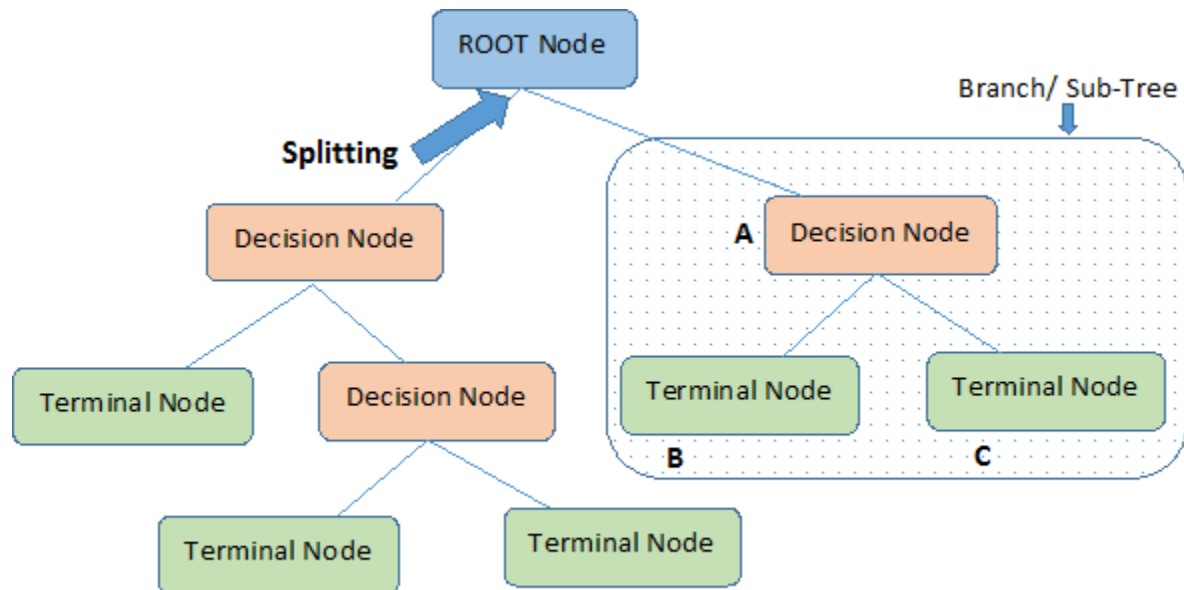 ROOT Node
Branch/ Sub-Tree
Splitting
Decision Node
A
Decision Node
Terminal Node
Decision Node
Terminal Node
Terminal Node
B
C
Terminal Node
Terminal Node